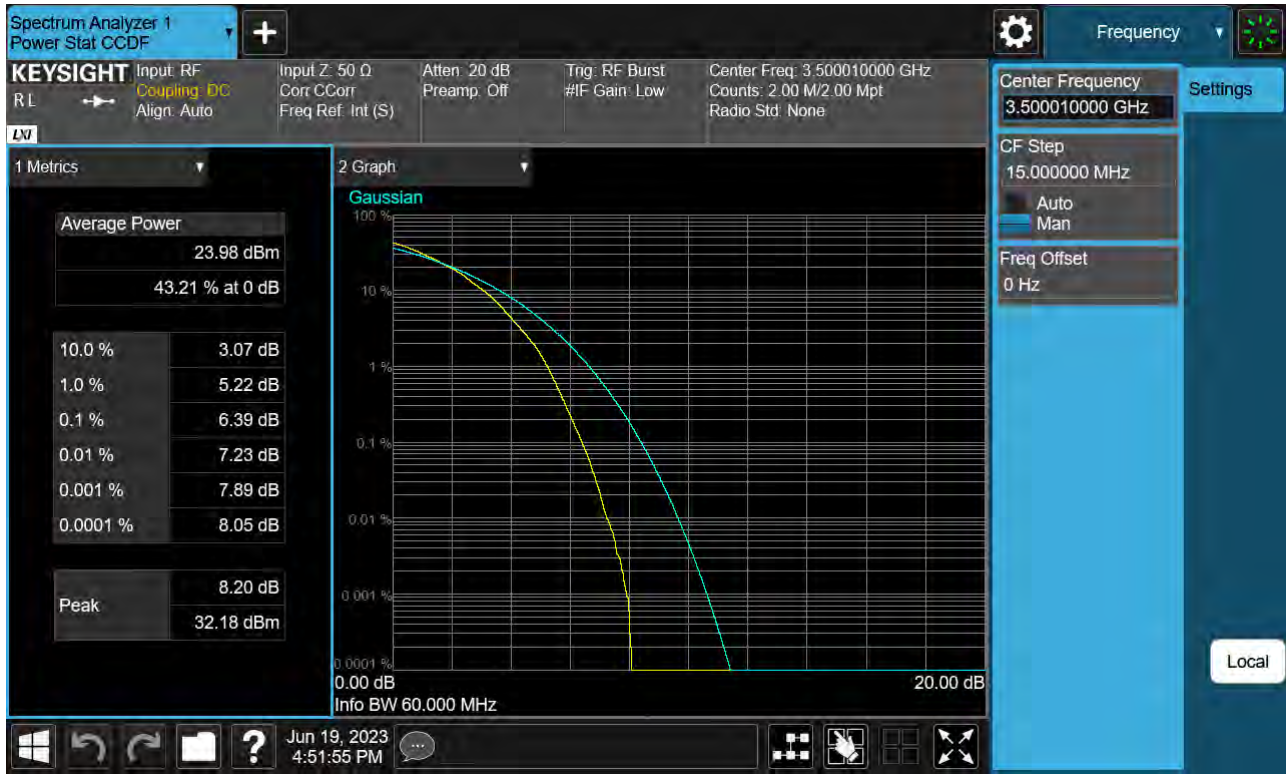 Spectrum Analyzer 1
Power Stat CCDF
+
Frequency
KEYSIGHT
RL
LXI
Input: RF
Coupling: DC
Align: Auto
Input Z: 50 Ω
Corr CCorr
Freq Ref: Int (S)
Atten: 20 dB
Preamp: Off
Trig: RF Burst
#IF Gain: Low
Center Freq: 3.500010000 GHz
Counts: 2.00 M/2.00 Mpt
Radio Std: None
Center Frequency
3.500010000 GHz
Settings
CF Step
15.000000 MHz
Auto
Man
Freq Offset
0 Hz
1 Metrics
Average Power
23.98 dBm
43.21 % at 0 dB
10.0 % 3.07 dB
1.0 % 5.22 dB
0.1 % 6.39 dB
0.01 % 7.23 dB
0.001 % 7.89 dB
0.0001 % 8.05 dB
Peak
8.20 dB
32.18 dBm
2 Graph
Gaussian
100 %
10 %
1 %
0.1 %
0.01 %
0.001 %
0.0001 %
0.00 dB 20.00 dB
Info BW 60.000 MHz
Local
?
Jun 19, 2023
4:51:55 PM